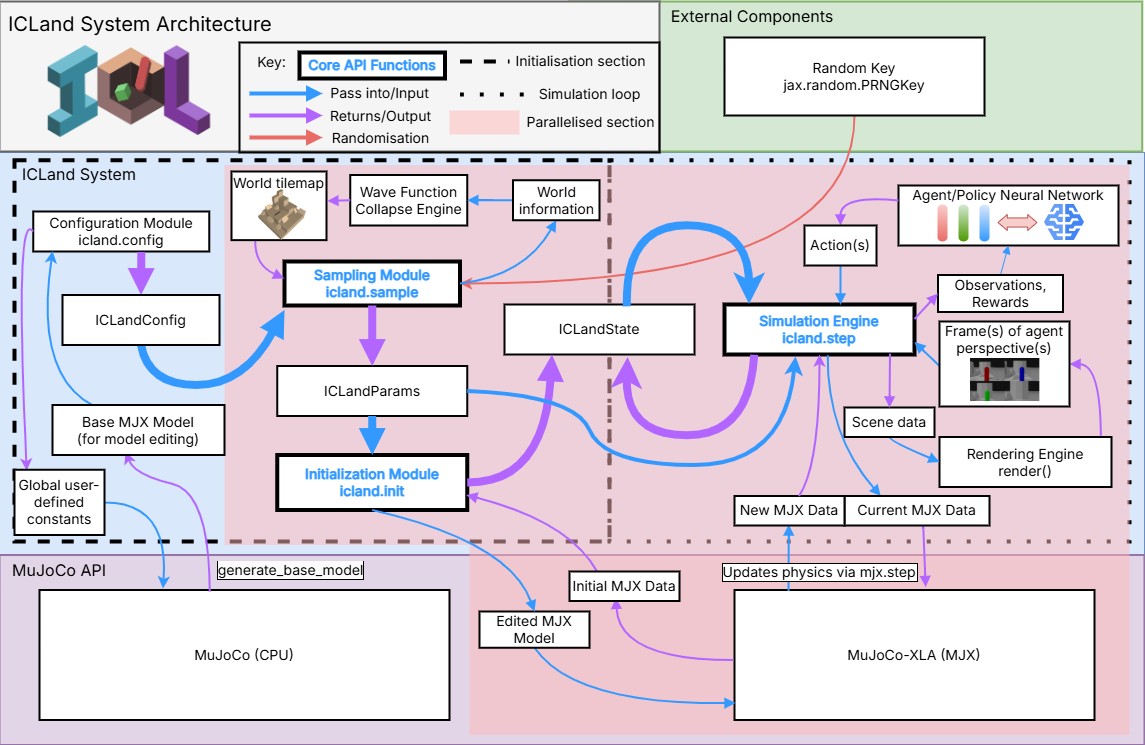 ICLand System Architecture
ICL
Key:
Core API Functions
Initialisation section
Pass into/Input
Simulation loop
Returns/Output
Parallelised section
Randomisation
External Components
Random Key
jax.random.PRNGKey
ICLand System
Configuration Module
icland.config
ICLandConfig
Base MJX Model
(for model editing)
Global user-
defined
constants
World tilemap
Wave Function
Collapse Engine
World
information
Sampling Module
icland.sample
ICLandParams
Initialization Module
icland.init
ICLandState
Agent/Policy Neural Network
Action(s)
Observations,
Rewards
Simulation Engine
icland.step
Frame(s) of agent
perspective(s)
Scene data
Rendering Engine
render()
New MJX Data
Current MJX Data
MuJoCo API
generate_base_model
MuJoCo (CPU)
Initial MJX Data
Edited MJX
Model
Updates physics via mjx.step
MuJoCo-XLA (MJX)